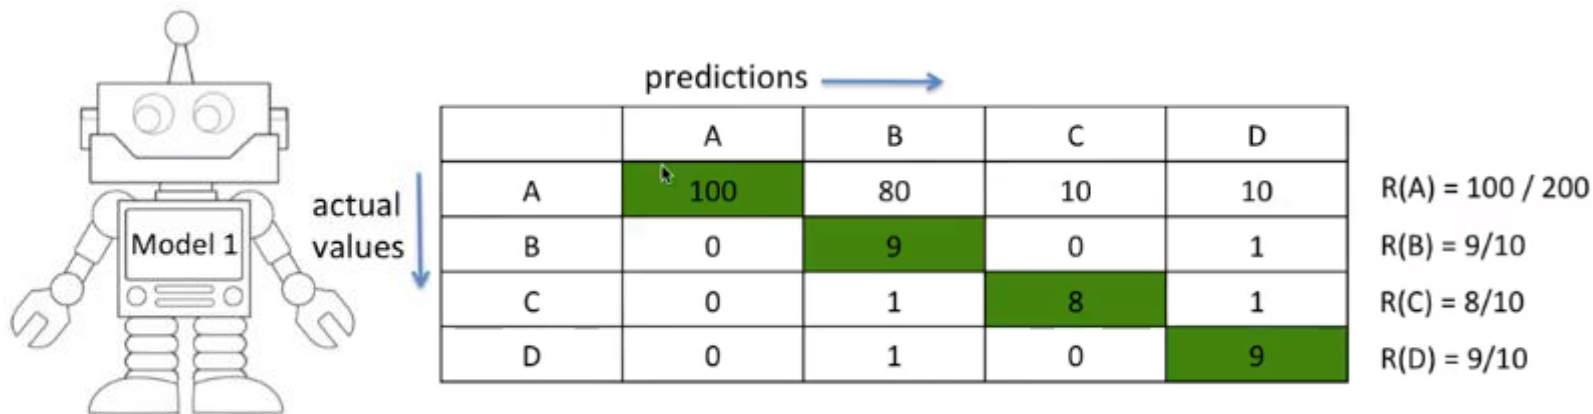 predictions
A B C D
A 100 80 10 10 R(A) = 100 / 200
actual
values
Model 1
B 0 9 0 1 R(B) = 9/10
C 0 1 8 1 R(C) = 8/10
D 0 1 0 9 R(D) = 9/10